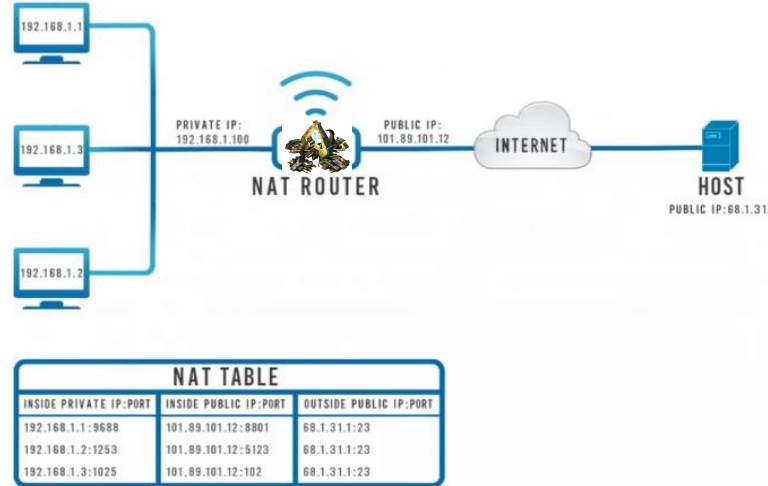 192.168.1.1
192.168.1.3
192.168.1.2
PRIVATE IP:
192.168.1.100
NAT ROUTER
PUBLIC IP:
101.89.101.12
INTERNET
HOST
PUBLIC IP:68.1.31.
NAT TABLE
INSIDE PRIVATE IP:PORT INSIDE PUBLIC IP:PORT OUTSIDE PUBLIC IP:PORT
192.168.1.1:9688 101.89.101.12:8801 68.1.31.1:23
192.168.1.2:1253 101.89.101.12:5123 68.1.31.1:23
192.168.1.3:1025 101.89.101.12:102 68.1.31.1:23